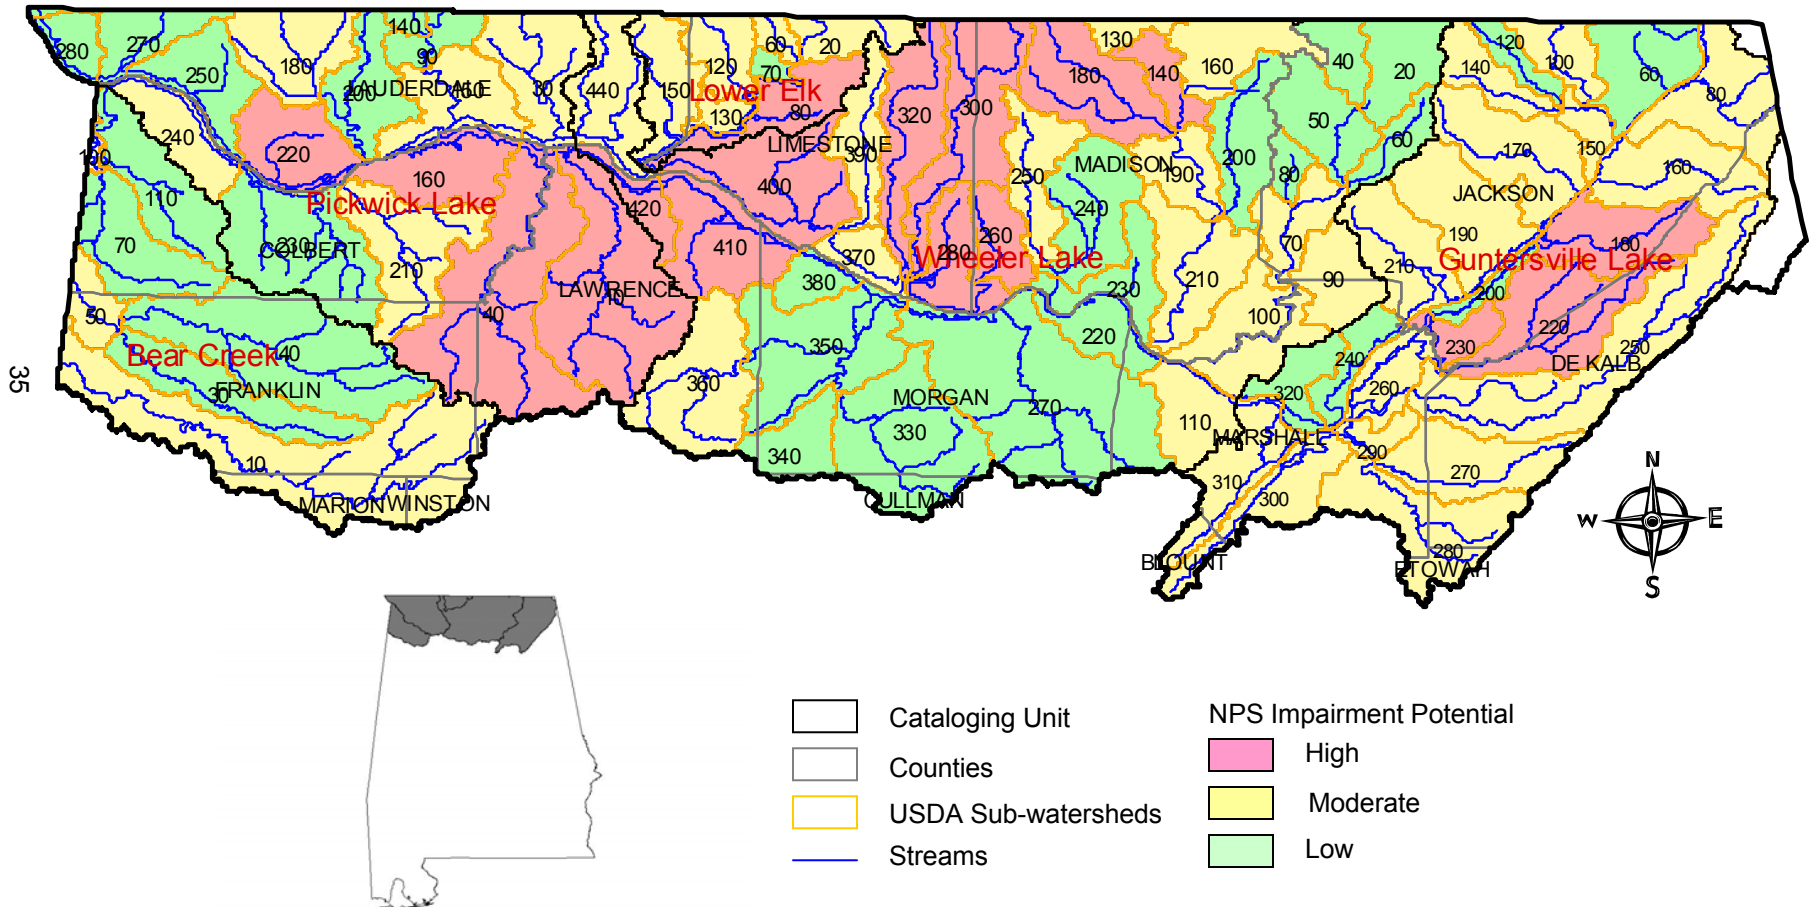 280
270
250
180
140
90
200
LAUDERDALE
150
30
440
150
120
60
20
70
Lower Elk
80
130
LIMESTONE
390
320
300
130
180
140
160
40
20
50
60
140
120
100
60
80
240
220
190
110
160
Pickwick Lake
420
400
410
370
380
250
MADISON
240
190
200
80
170
150
160
JACKSON
190
180
Guntersville Lake
210
200
70
COLBERT
230
210
LAWRENCE
10
40
280
260
Wheeler Lake
230
210
70
90
100
220
50
Bear Creek
40
30
FRANKLIN
360
350
MORGAN
330
270
340
240
320
260
230
220
250
DE KALB
110
MARSHALL
290
270
10
MARION
WINSTON
CULLMAN
310
300
BLOUNT
280
ETOWAH
35
N
W
E
S
Cataloging Unit
Counties
USDA Sub-watersheds
Streams
NPS Impairment Potential
High
Moderate
Low